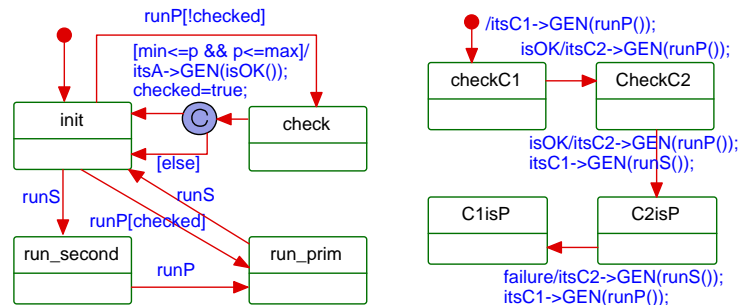 runP[!checked]
[min<=p && p<=max]/
itsA->GEN(isOK());
checked=true;
init
C
check
[else]
runS
runS
runP[checked]
run_second
run_prim
runP
/itsC1->GEN(runP());
isOK/itsC2->GEN(runP());
checkC1
CheckC2
isOK/itsC2->GEN(runP());
itsC1->GEN(runS());
C1isP
C2isP
failure/itsC2->GEN(runS());
itsC1->GEN(runP());